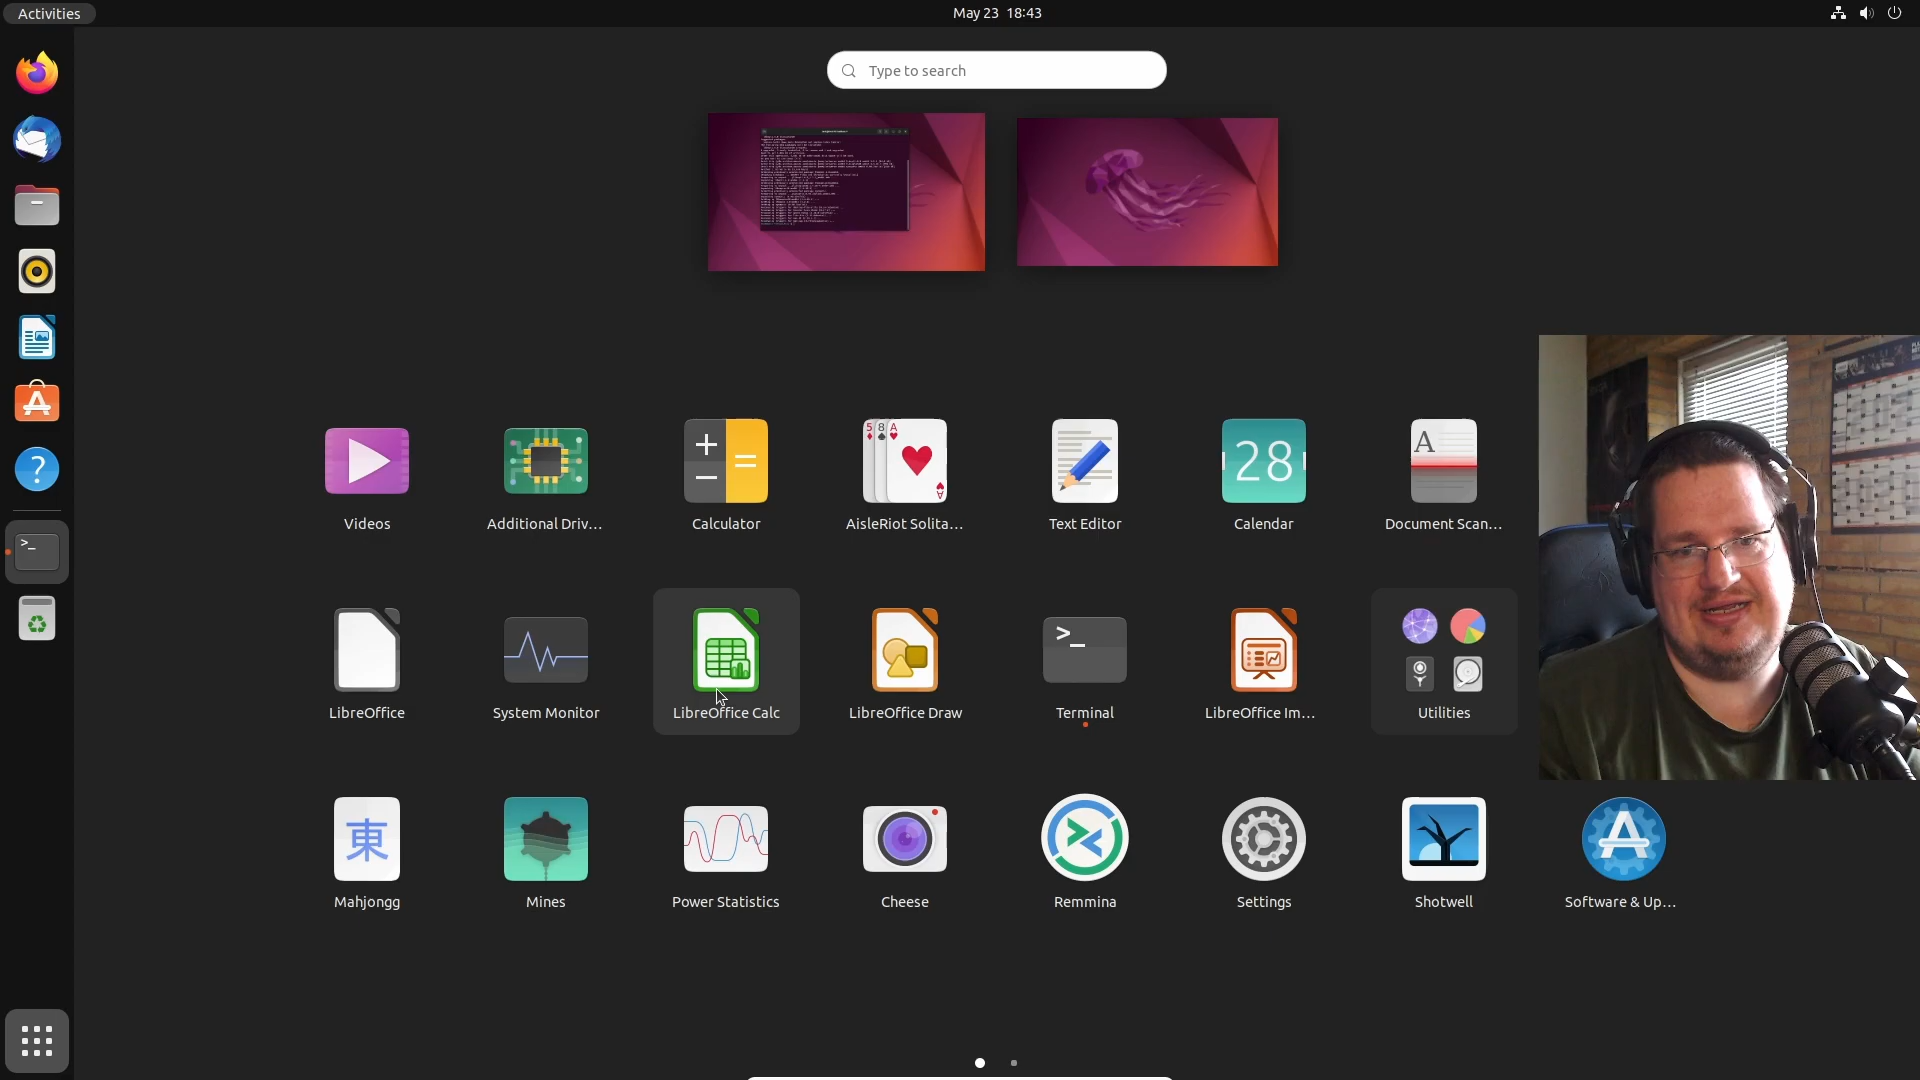 Activities
May 23 18:43
Type to search
5 8 A
A
28
A
Videos
Additional Driv...
Calculator
AisleRiot Solita...
Text Editor
Calendar
Document Scan...
>_
?
>_
LibreOffice
System Monitor
LibreOffice Calc
LibreOffice Draw
Terminal
LibreOffice Im...
Utilities
東
Mahjongg
Mines
Power Statistics
Cheese
Remmina
Settings
Shotwell
Software & Up...